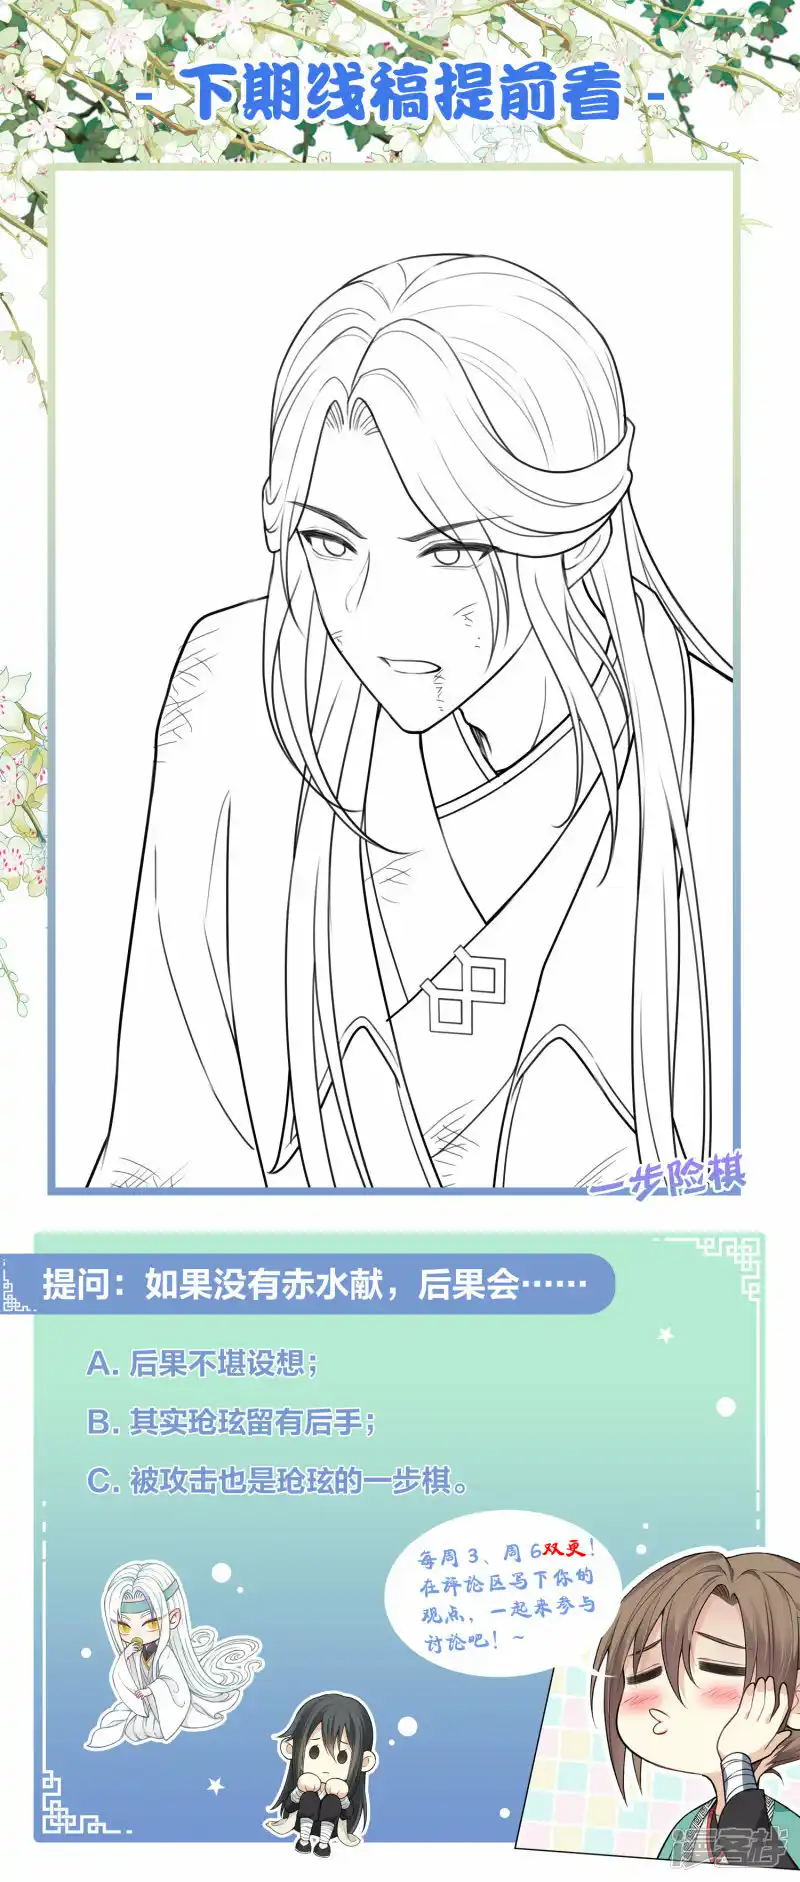 - 下期线稿提前看 -
一步险棋
提问：如果没有赤水献，后果会……
A. 后果不堪设想；
B. 其实玱玹留有后手；
C. 被攻击也是玱玹的一步棋。
每周 3、周 6双更！
在评论区写下你的
观点，一起来参与
讨论吧！~
漫客栈